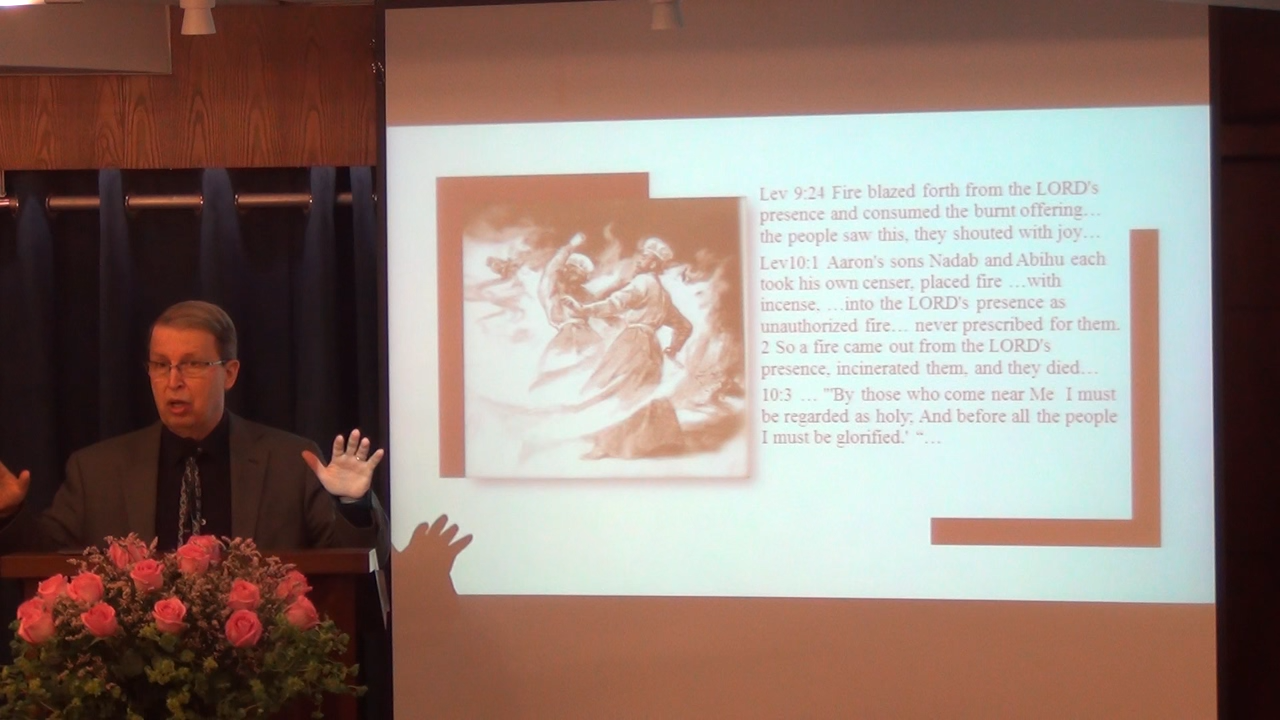 Lev 9:24 Fire blazed forth from the LORD's
presence and consumed the burnt offering…
the people saw this, they shouted with joy…
Lev10:1 Aaron's sons Nadab and Abihu each
took his own censer, placed fire …with
incense, …into the LORD's presence as
unauthorized fire… never prescribed for them.
2 So a fire came out from the LORD's
presence, incinerated them, and they died…
10:3 … "'By those who come near Me I must
be regarded as holy; And before all the people
I must be glorified.' “…